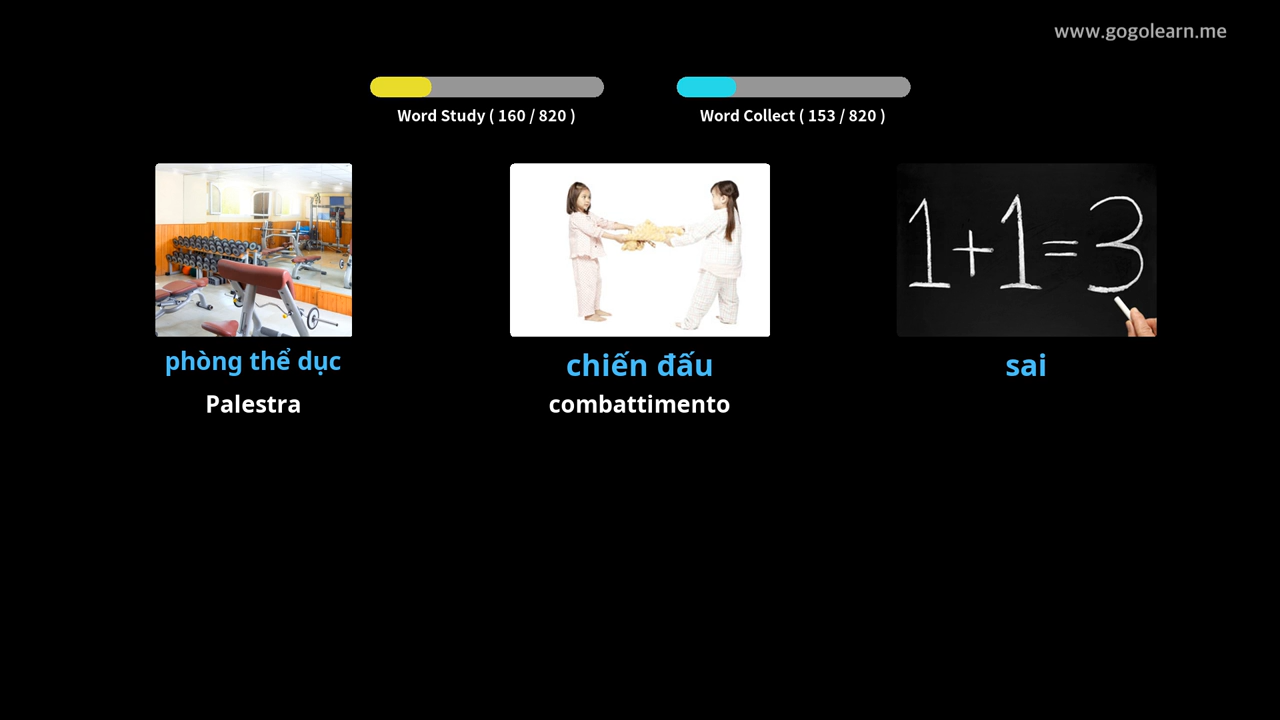 www.gogolearn.me
Word Study ( 160 / 820 )
Word Collect ( 153 / 820 )
1+1=3
phòng thể dục
chiến đấu
sai
Palestra
combattimento